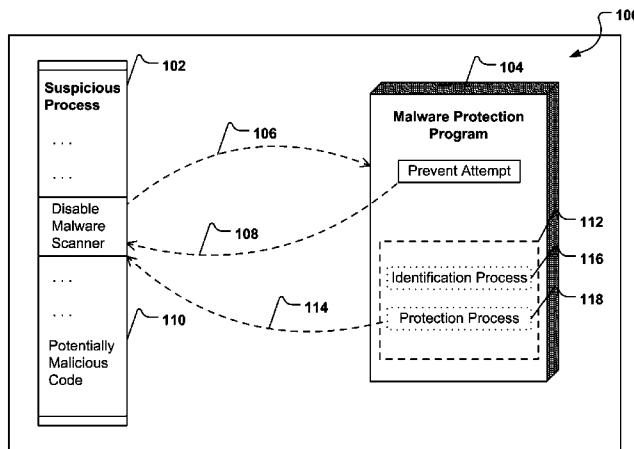 100
102
Suspicious
Process
. . .
. . .
Disable
Malware
Scanner
. . .
. . .
Potentially
Malicious
Code
110
106
108
114
104
Malware Protection
Program
Prevent Attempt
112
Identification Process
116
Protection Process
118